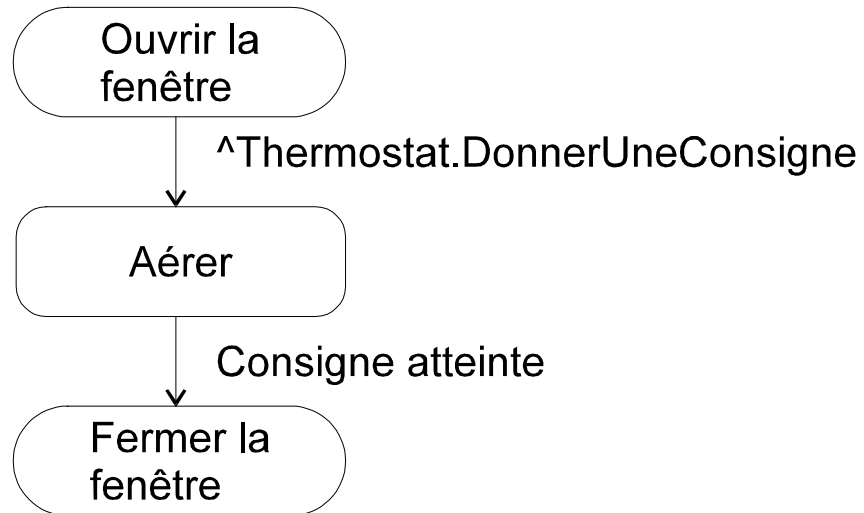 Ouvrir la
fenêtre
^Thermostat.DonnerUneConsigne
Aérer
Consigne atteinte
Fermer la
fenêtre